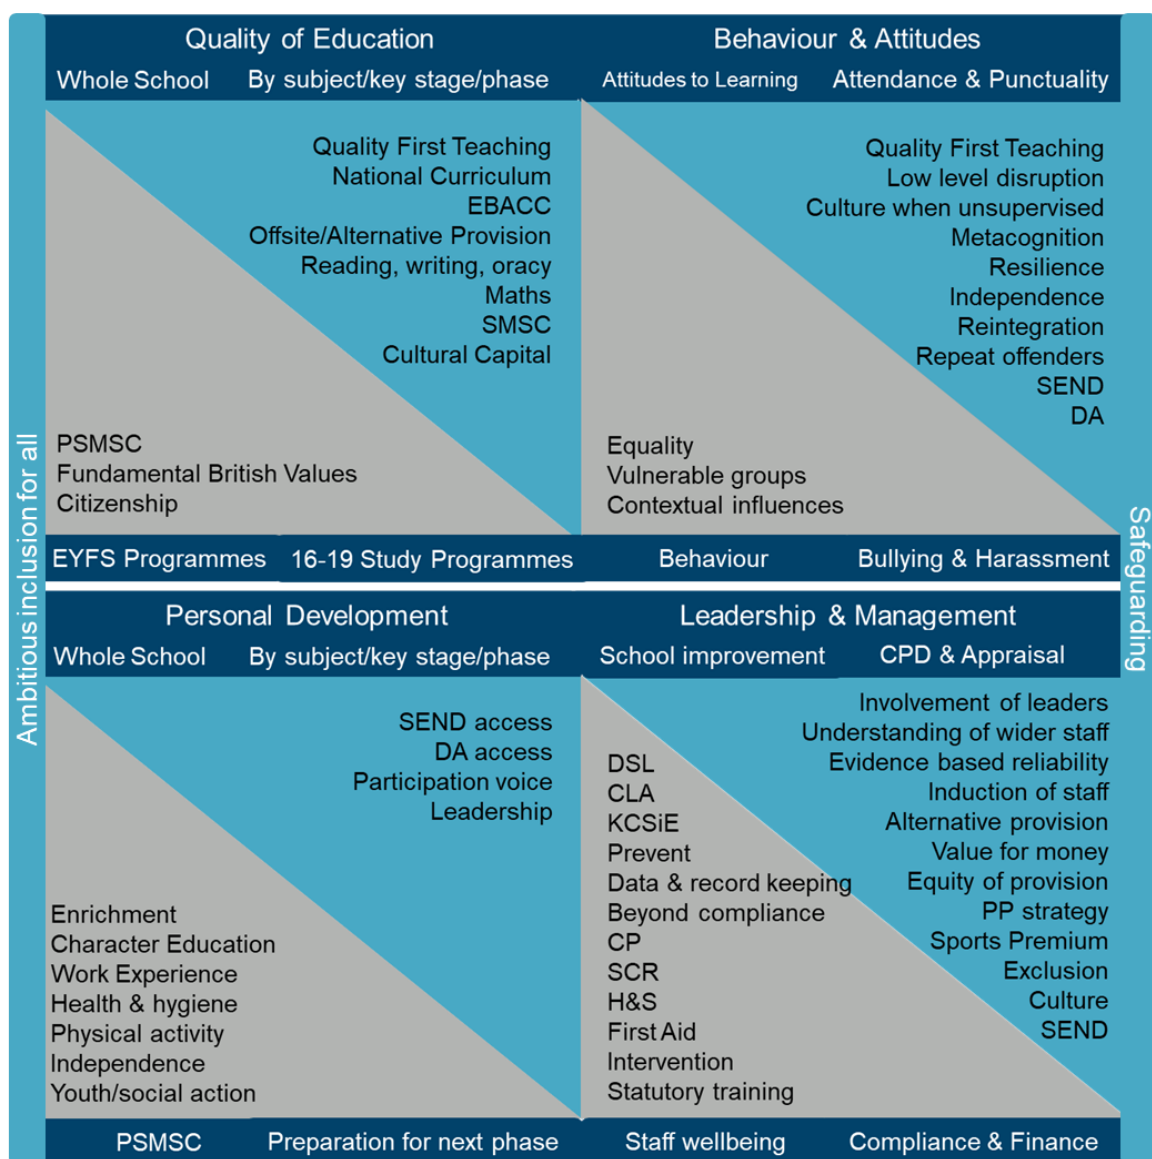 Quality of Education
Whole School
By subject/key stage/phase
Quality First Teaching
National Curriculum
EBACC
Offsite/Alternative Provision
Reading, writing, oracy
Maths
SMSC
Cultural Capital
PSMSC
Fundamental British Values
Citizenship
EYFS Programmes
16-19 Study Programmes
Behaviour & Attitudes
Attitudes to Learning
Attendance & Punctuality
Quality First Teaching
Low level disruption
Culture when unsupervised
Metacognition
Resilience
Independence
Reintegration
Repeat offenders
SEND
DA
Equality
Vulnerable groups
Contextual influences
Behaviour
Bullying & Harassment
Personal Development
Whole School
By subject/key stage/phase
SEND access
DA access
Participation voice
Leadership
Enrichment
Character Education
Work Experience
Health & hygiene
Physical activity
Independence
Youth/social action
PSMSC
Preparation for next phase
Leadership & Management
School improvement
CPD & Appraisal
Involvement of leaders
Understanding of wider staff
Evidence based reliability
Induction of staff
Alternative provision
Value for money
Equity of provision
PP strategy
Sports Premium
Exclusion
Culture
SEND
DSL
CLA
KCSiE
Prevent
Data & record keeping
Beyond compliance
CP
SCR
H&S
First Aid
Intervention
Statutory training
Staff wellbeing
Compliance & Finance
Ambitious inclusion for all
Safeguarding